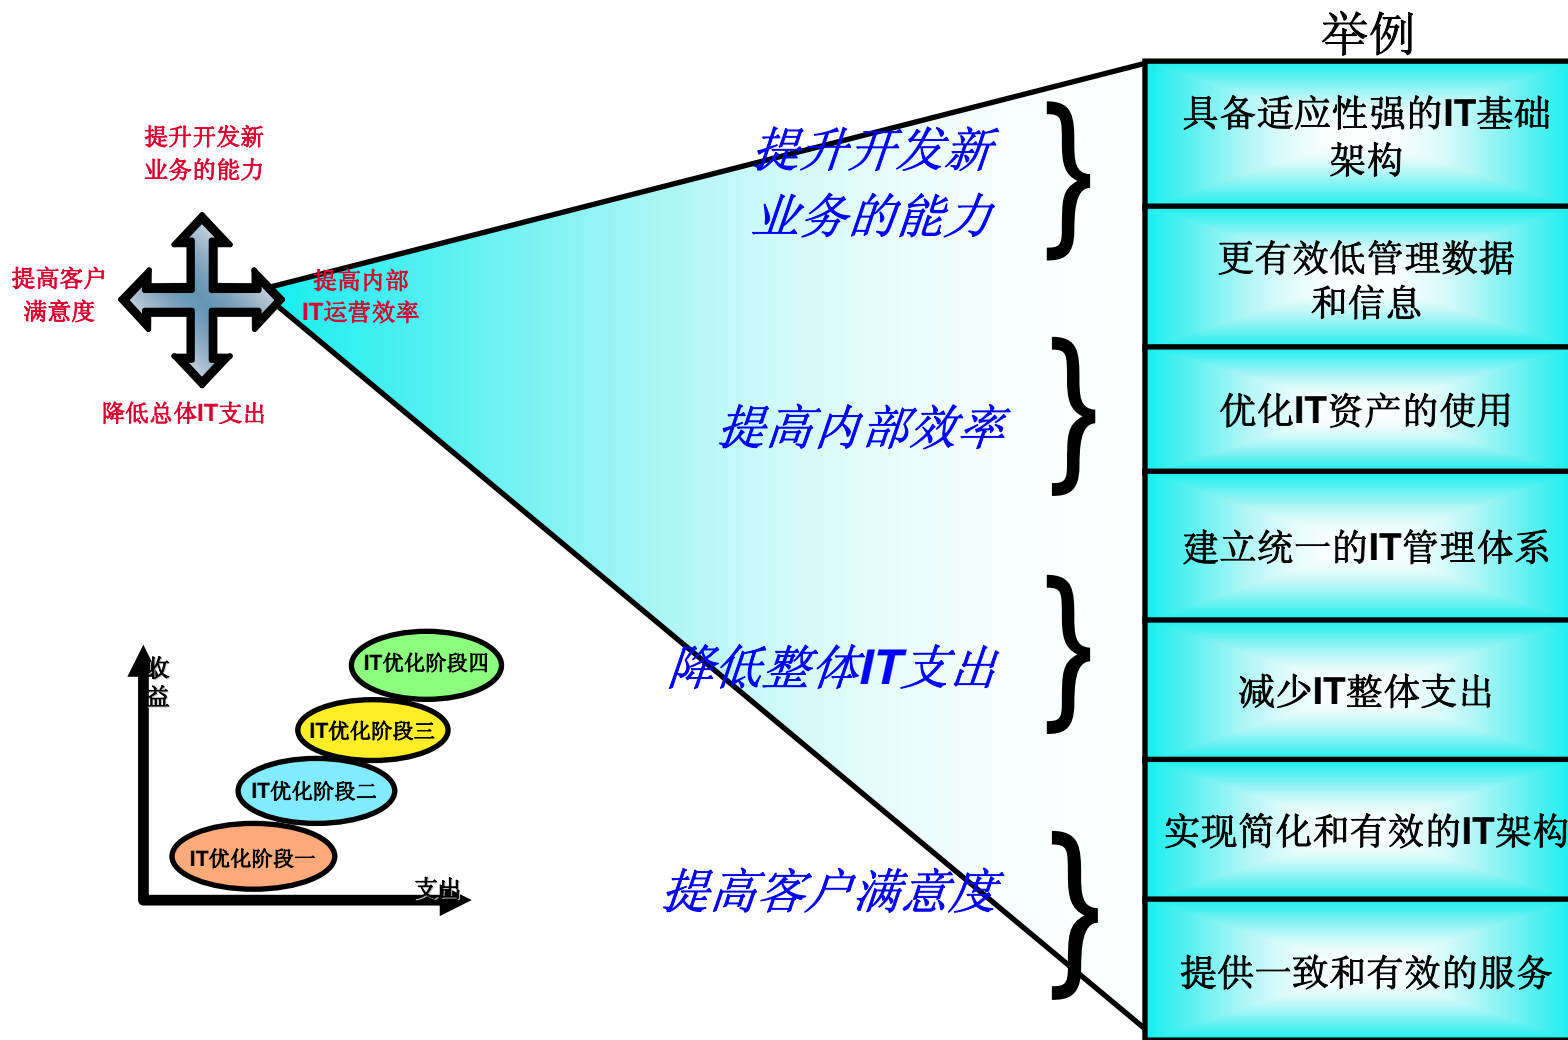 举例
提升开发新
业务的能力
提高客户
满意度
提高内部
IT运营效率
降低总体IT支出
收
益
IT优化阶段四
IT优化阶段三
IT优化阶段二
IT优化阶段一
支出
提升开发新
业务的能力
提高内部效率
降低整体IT支出
提高客户满意度
具备适应性强的IT基础
架构
更有效低管理数据
和信息
优化IT资产的使用
建立统一的IT管理体系
减少IT整体支出
实现简化和有效的IT架构
提供一致和有效的服务